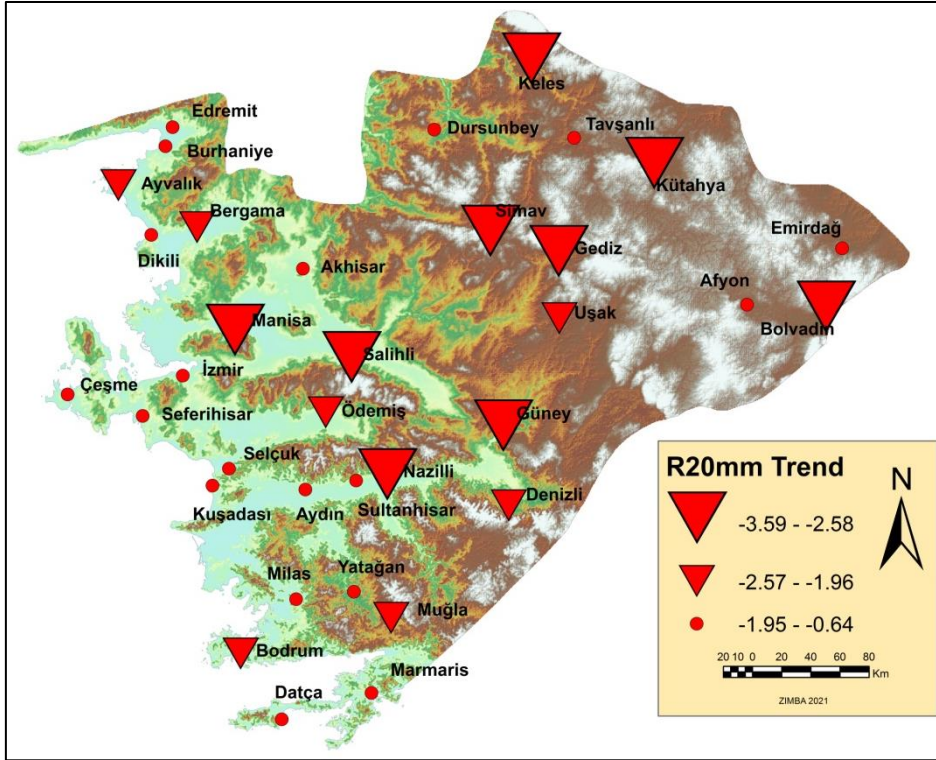 Keles
Edremit
Dursunbey
Tavşanlı
Burhaniye
Ayvalık
Kütahya
Bergama
Simav
Emirdağ
Gediz
Dikili
Akhisar
Afyon
Uşak
Manisa
Bolvadin
Salihli
İzmir
Çeşme
Ödemiş
Güney
Seferihisar
Selçuk
Nazilli
Denizli
Kuşadası
Aydın
Sultanhisar
Milas
Yatağan
Muğla
Bodrum
Marmaris
Datça
R20mm Trend
N
-3.59 - -2.58
-2.57 - -1.96
-1.95 - -0.64
20 10 0 20 40 60 80
Km
ZIMBA 2021